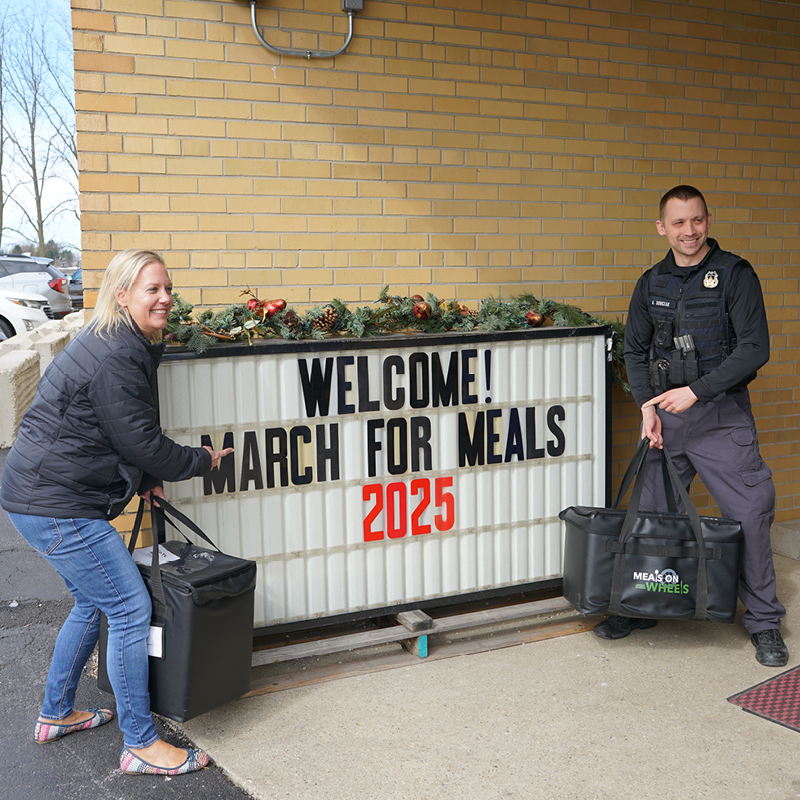 WELCOME!
MARCH FOR MEALS
2025
MEALS ON
WHEELS